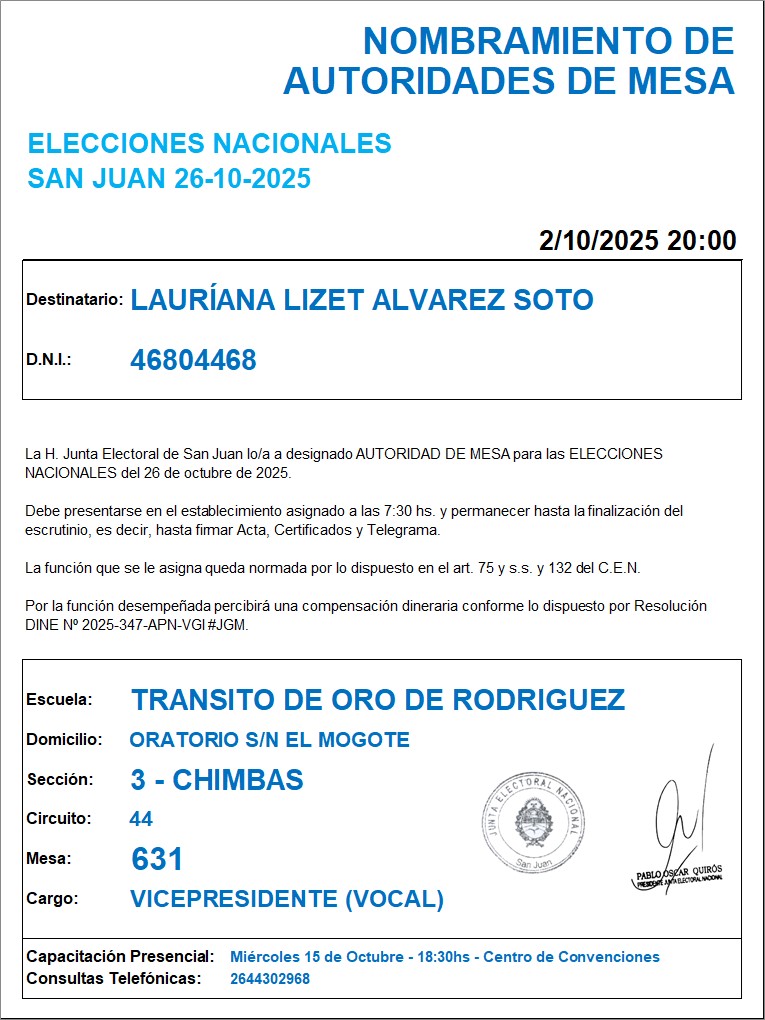 NOMBRAMIENTO DE
AUTORIDADES DE MESA
ELECCIONES NACIONALES
SAN JUAN 26-10-2025
2/10/2025 20:00
Destinatario: LAURÍANA LIZET ALVAREZ SOTO
D.N.I.: 46804468
La H. Junta Electoral de San Juan lo/a a designado AUTORIDAD DE MESA para las ELECCIONES
NACIONALES del 26 de octubre de 2025.
Debe presentarse en el establecimiento asignado a las 7:30 hs. y permanecer hasta la finalización del
escrutinio, es decir, hasta firmar Acta, Certificados y Telegrama.
La función que se le asigna queda normada por lo dispuesto en el art. 75 y s.s. y 132 del C.E.N.
Por la función desempeñada percibirá una compensación dineraria conforme lo dispuesto por Resolución
DINE Nº 2025-347-APN-VGI#JGM.
Escuela: TRANSITO DE ORO DE RODRIGUEZ
Domicilio: ORATORIO S/N EL MOGOTE
Sección: 3 - CHIMBAS
Circuito: 44
Mesa: 631
Cargo: VICEPRESIDENTE (VOCAL)
JUNTA ELECTORAL NACIONAL
San Juan
PABLO OSCAR QUIRÓS
PRESIDENTE JUNTA ELECTORAL NACIONAL
Capacitación Presencial: Miércoles 15 de Octubre - 18:30hs - Centro de Convenciones
Consultas Telefónicas: 2644302968